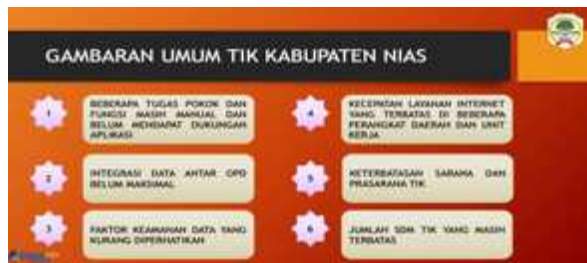 GAMBARAN UMUM TIK KABUPATEN NIAS
1
BEBERAPA TUGAS POKOK DAN
FUNGSI MASIH MANUAL DAN
BELUM MENDAPAT DUKUNGAN
APLIKASI
2
INTEGRASI DATA ANTAR OPD
BELUM MAKSIMAL
3
FAKTOR KEAMANAN DATA YANG
KURANG DIPERHATIKAN
4
KECEPATAN LAYANAN INTERNET
YANG TERBATAS DI BEBERAPA
PERANGKAT DAERAH DAN UNIT
KERJA
5
KETERBATASAN SARANA DAN
PRASARANA TIK
6
JUMLAH SDM TIK YANG MASIH
TERBATAS